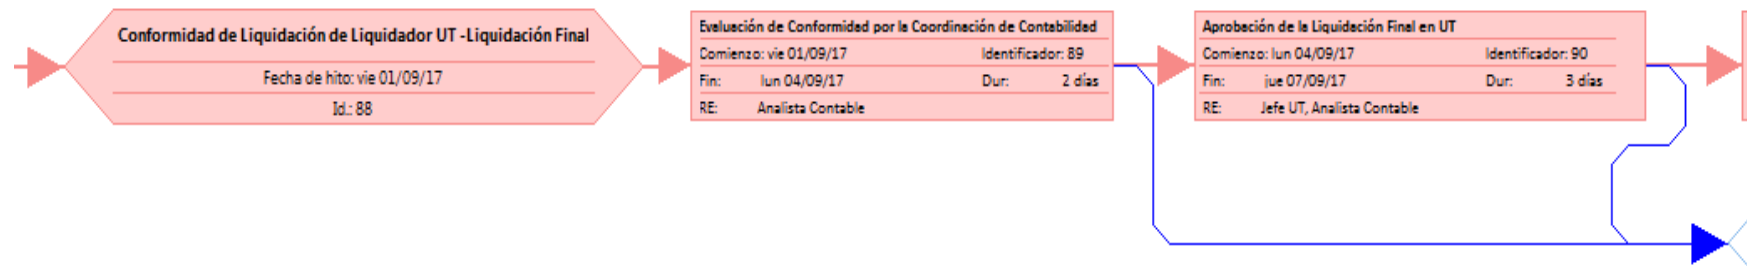 Conformidad de Liquidación de Liquidador UT -Liquidación Final
Fecha de hito: vie 01/09/17
Id.: 88
Evaluación de Conformidad por la Coordinación de Contabilidad
Comienzo: vie 01/09/17 Identificador: 89
Fin: lun 04/09/17 Dur: 2 días
RE: Analista Contable
Aprobación de la Liquidación Final en UT
Comienzo: lun 04/09/17 Identificador: 90
Fin: jue 07/09/17 Dur: 3 días
RE: Jefe UT, Analista Contable